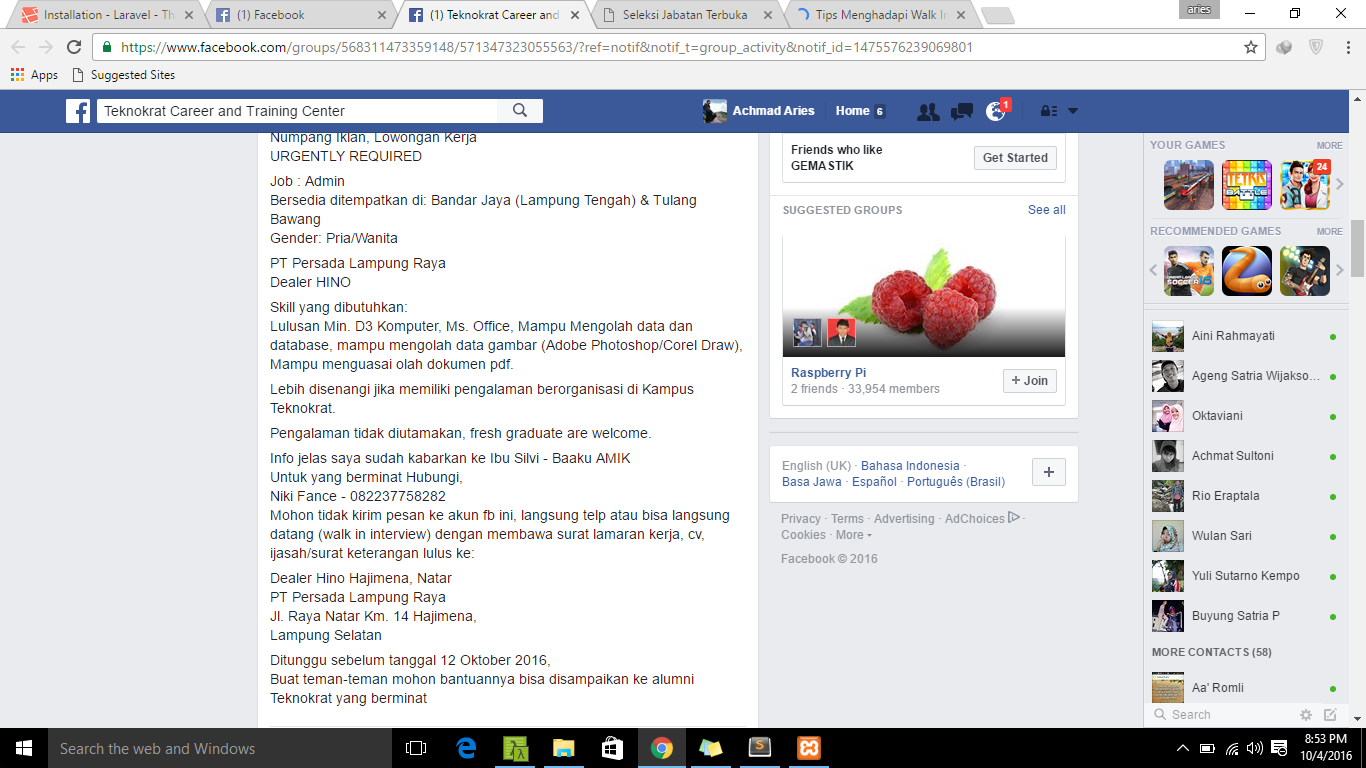 Installation - Laravel - Th
(1) Facebook
(1) Teknokrat Career and
Seleksi Jabatan Terbuka
Tips Menghadapi Walk In
aries
https://www.facebook.com/groups/568311473359148/571347323055563/?ref=notif&notif_t=group_activity&notif_id=1475576239069801
Apps
Suggested Sites
Teknokrat Career and Training Center
Achmad Aries
Home 6
1
Numpang Iklan, Lowongan Kerja
URGENTLY REQUIRED
Job : Admin
Bersedia ditempatkan di: Bandar Jaya (Lampung Tengah) & Tulang
Bawang
Gender: Pria/Wanita
PT Persada Lampung Raya
Dealer HINO
Skill yang dibutuhkan:
Lulusan Min. D3 Komputer, Ms. Office, Mampu Mengolah data dan
database, mampu mengolah data gambar (Adobe Photoshop/Corel Draw),
Mampu menguasai olah dokumen pdf.
Lebih disenangi jika memiliki pengalaman berorganisasi di Kampus
Teknokrat.
Pengalaman tidak diutamakan, fresh graduate are welcome.
Info jelas saya sudah kabarkan ke Ibu Silvi - Baaku AMIK
Untuk yang berminat Hubungi,
Niki Fance - 082237758282
Mohon tidak kirim pesan ke akun fb ini, langsung telp atau bisa langsung
datang (walk in interview) dengan membawa surat lamaran kerja, cv,
ijasah/surat keterangan lulus ke:
Dealer Hino Hajimena, Natar
PT Persada Lampung Raya
Jl. Raya Natar Km. 14 Hajimena,
Lampung Selatan
Ditunggu sebelum tanggal 12 Oktober 2016,
Buat teman-teman mohon bantuannya bisa disampaikan ke alumni
Teknokrat yang berminat
Friends who like
GEMASTIK
Get Started
SUGGESTED GROUPS
See all
Raspberry Pi
2 friends · 33,954 members
+ Join
English (UK) · Bahasa Indonesia ·
Basa Jawa · Español · Português (Brasil)
+
Privacy · Terms · Advertising · AdChoices ·
Cookies · More
Facebook © 2016
YOUR GAMES
MORE
TETRIS
BATTLE
24
RECOMMENDED GAMES
MORE
SOCCER 16
Aini Rahmayati
Ageng Satria Wijakso...
Oktaviani
Achmat Sultoni
Rio Eraptala
Wulan Sari
Yuli Sutarno Kempo
Buyung Satria P
MORE CONTACTS (58)
Aa' Romli
Search
Search the web and Windows
8:53 PM
10/4/2016